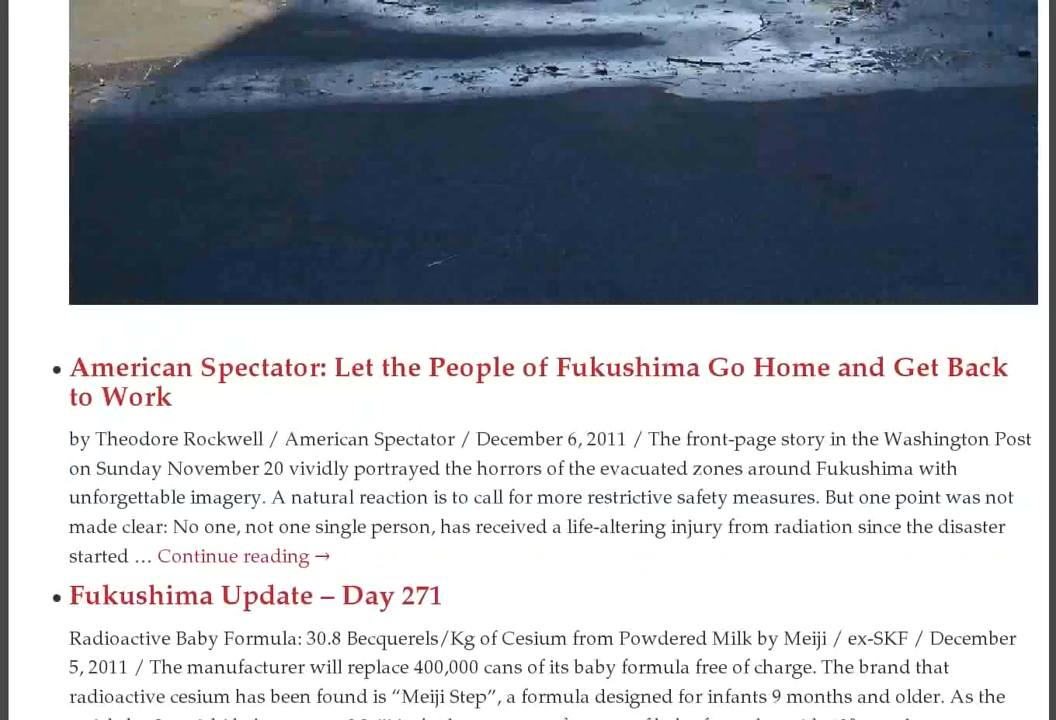 • American Spectator: Let the People of Fukushima Go Home and Get Back
to Work
by Theodore Rockwell / American Spectator / December 6, 2011 / The front-page story in the Washington Post
on Sunday November 20 vividly portrayed the horrors of the evacuated zones around Fukushima with
unforgettable imagery. A natural reaction is to call for more restrictive safety measures. But one point was not
made clear: No one, not one single person, has received a life-altering injury from radiation since the disaster
started … Continue reading →
• Fukushima Update – Day 271
Radioactive Baby Formula: 30.8 Becquerels/Kg of Cesium from Powdered Milk by Meiji / ex-SKF / December
5, 2011 / The manufacturer will replace 400,000 cans of its baby formula free of charge. The brand that
radioactive cesium has been found is “Meiji Step”, a formula designed for infants 9 months and older. As the